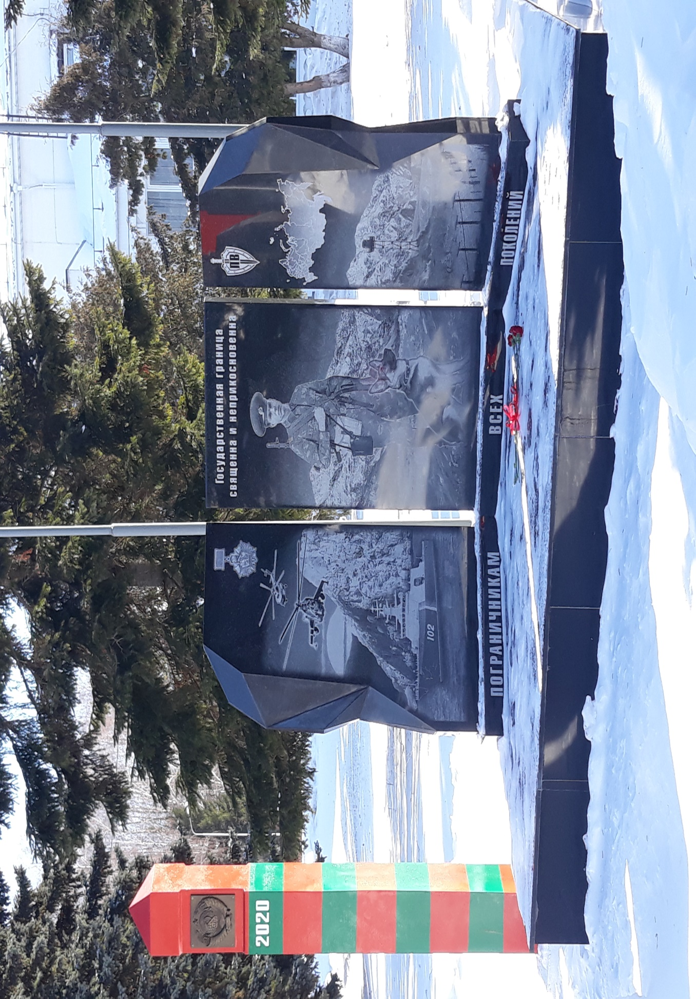 2020
102
Государственная граница
священна и неприкосновенна
ПВ
ПОГРАНИЧНИКАМ ВСЕХ ПОКОЛЕНИЙ